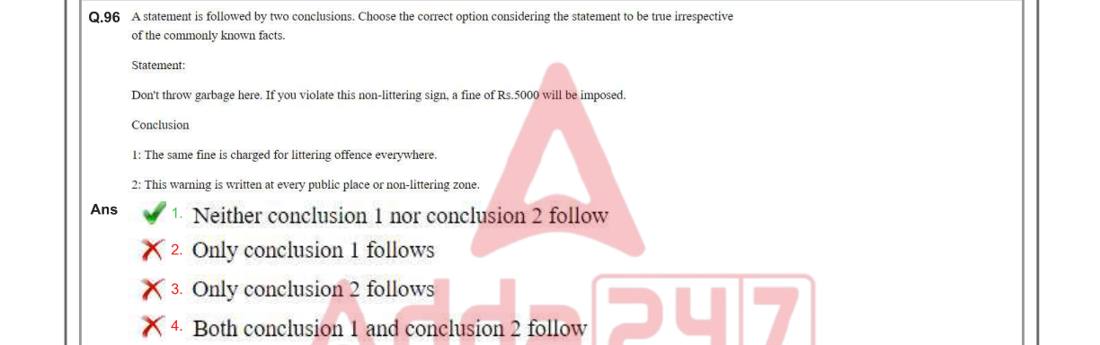 Q.96 A statement is followed by two conclusions. Choose the correct option considering the statement to be true irrespective
of the commonly known facts.
Statement:
Don't throw garbage here. If you violate this non-littering sign, a fine of Rs.5000 will be imposed.
Conclusion
1: The same fine is charged for littering offence everywhere.
2: This warning is written at every public place or non-littering zone.
Ans 1. Neither conclusion 1 nor conclusion 2 follow
2. Only conclusion 1 follows
3. Only conclusion 2 follows
4. Both conclusion 1 and conclusion 2 follow
Adda 247